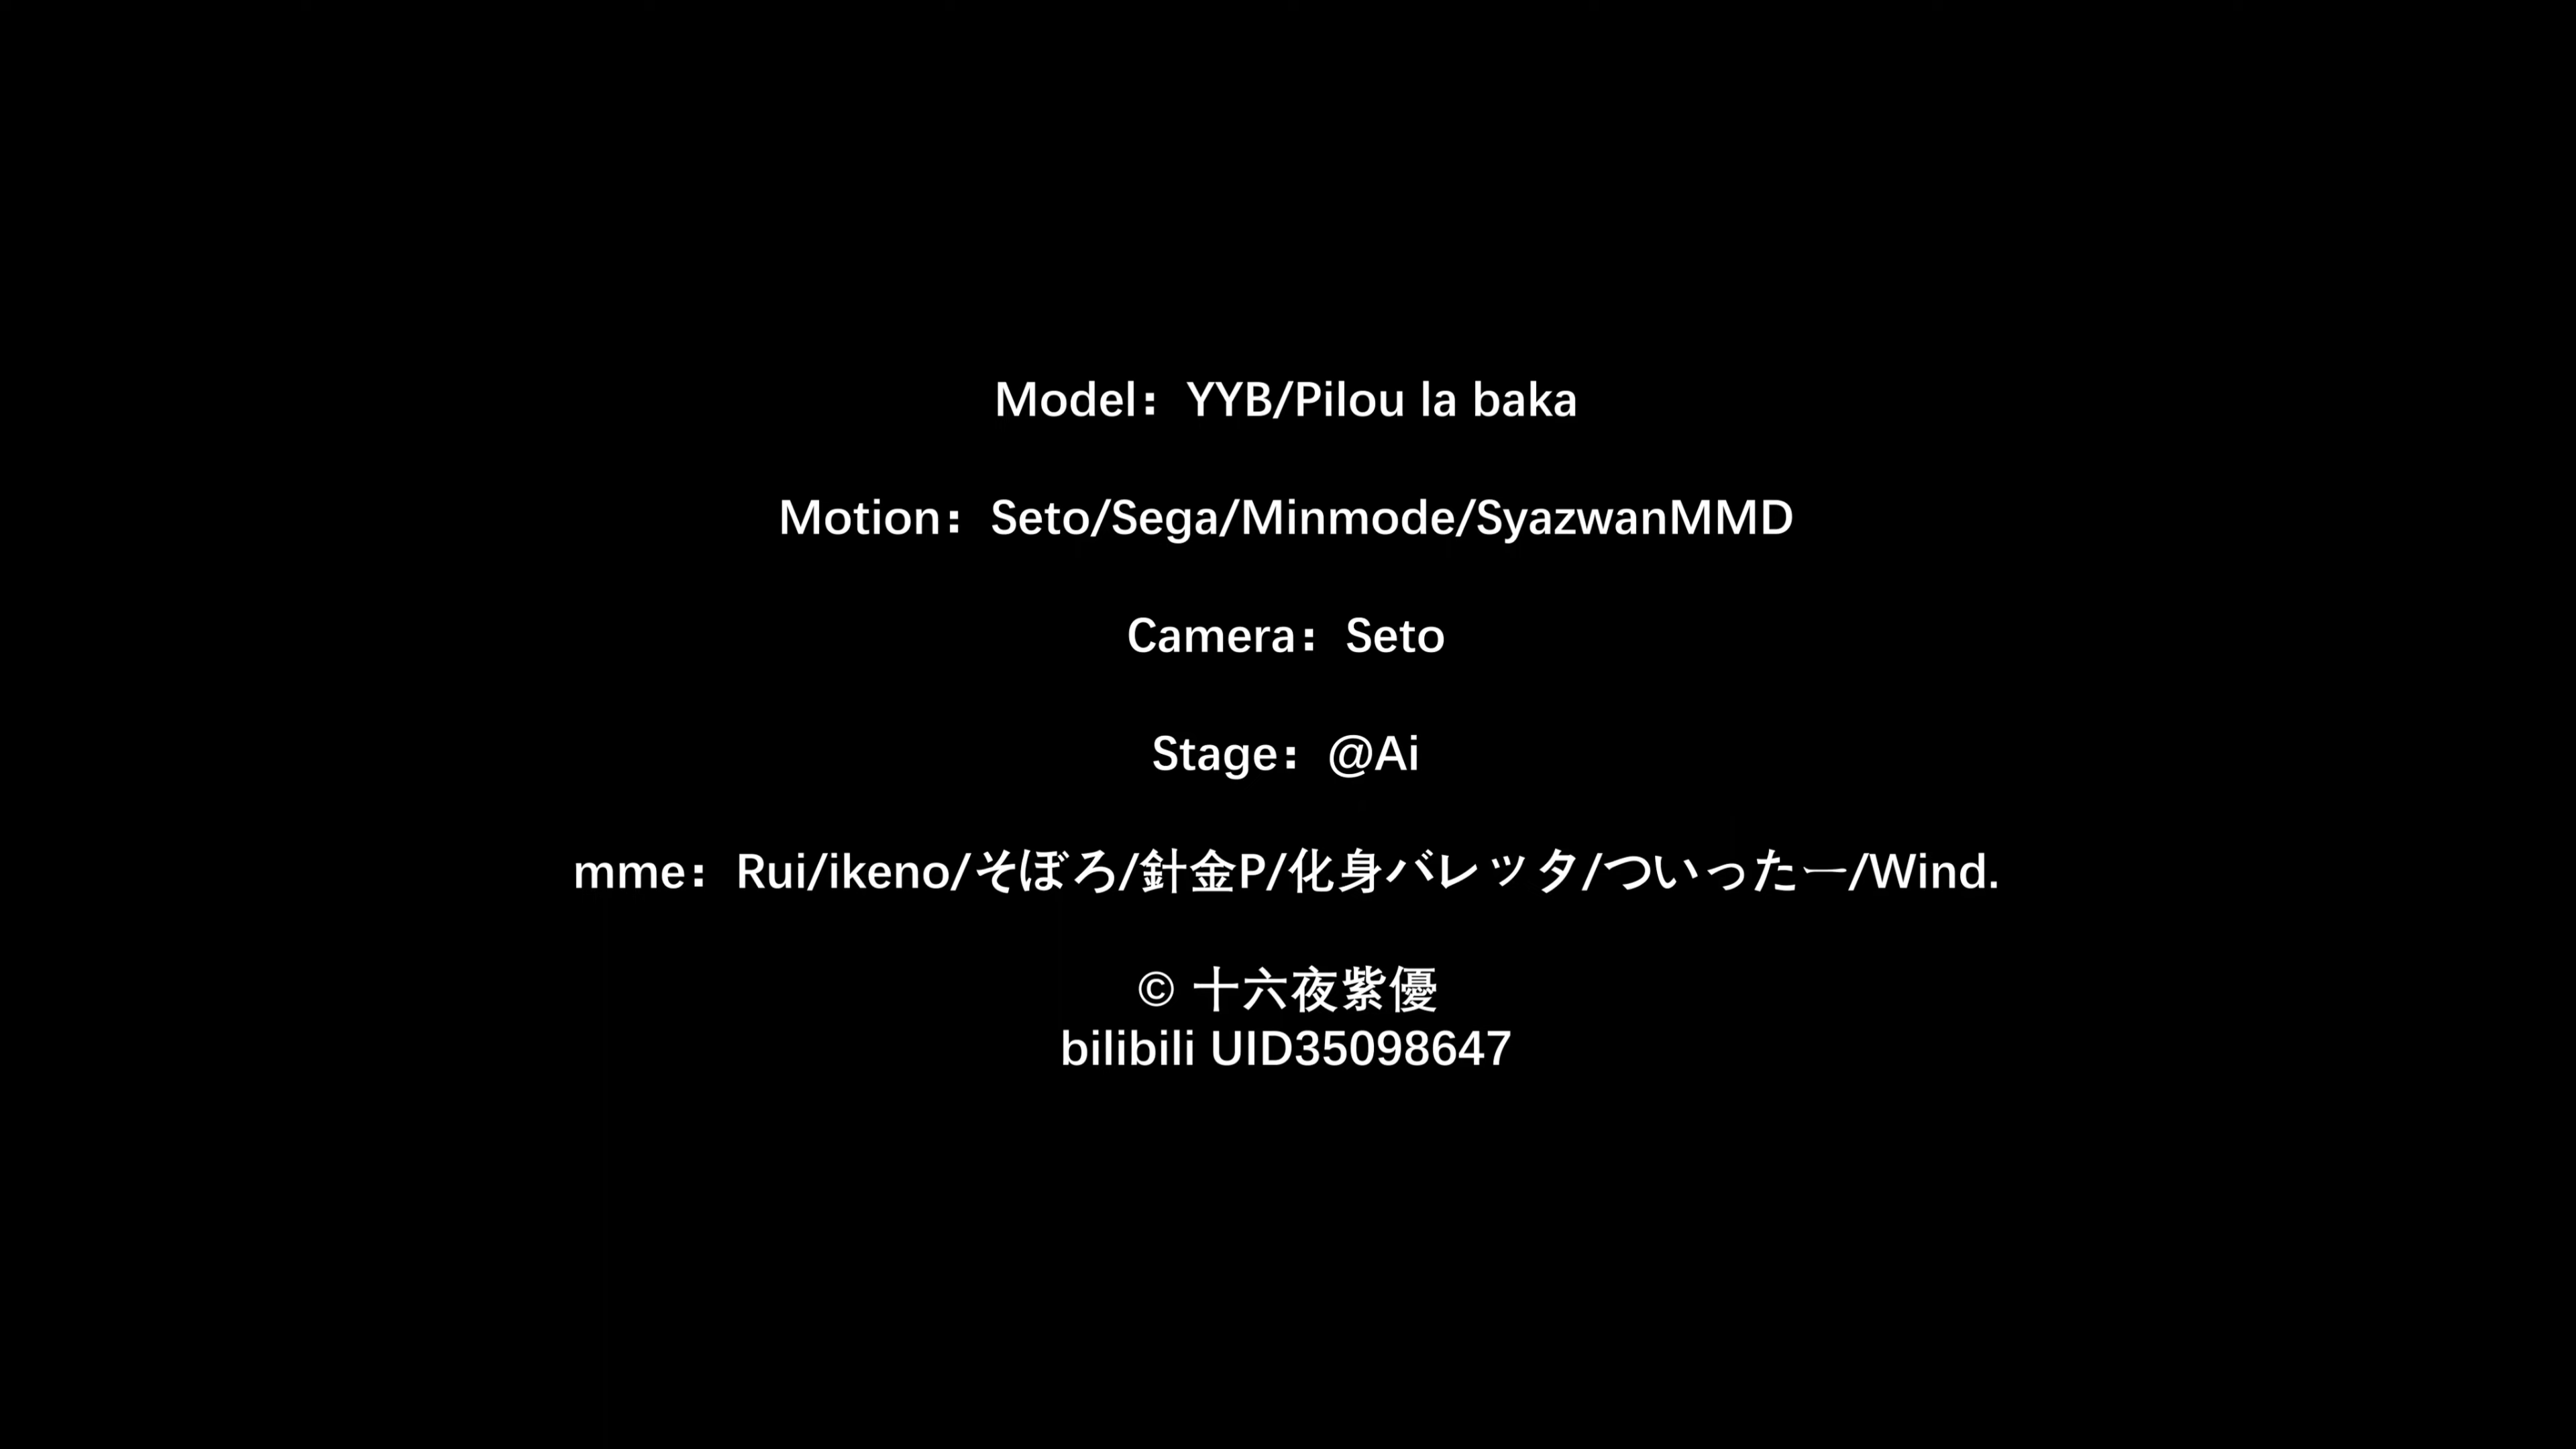 Model：YYB/Pilou la baka
Motion：Seto/Sega/Minmode/SyazwanMMD
Camera：Seto
Stage：@Ai
mme：Rui/ikeno/そぼろ/針金P/化身バレッタ/ついったー/Wind.
© 十六夜紫優
bilibili UID35098647